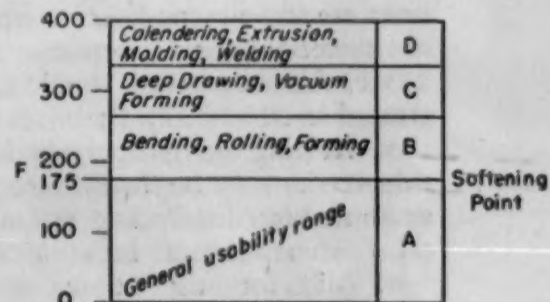 400
Calendering, Extrusion,
Molding, Welding
D
300
Deep Drawing, Vacuum
Forming
C
Bending, Rolling, Forming
B
200
F
175
Softening
Point
100
General usability range
A
0